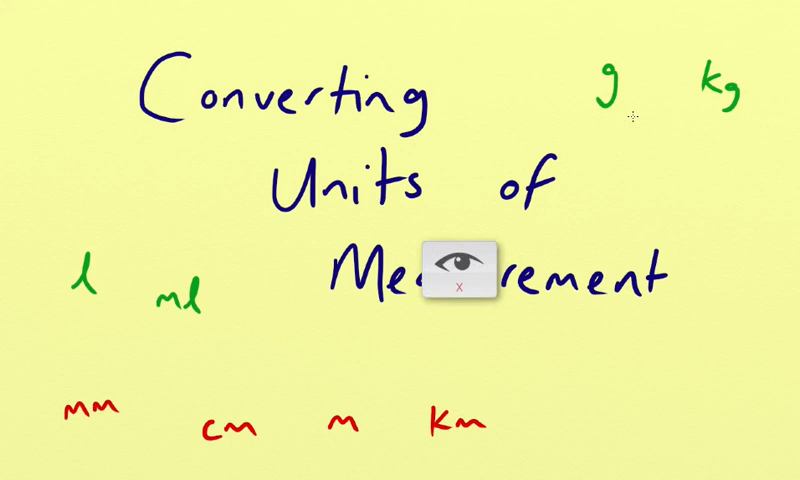 Converting
g kg
Units of
l ml
mm cm m km
X